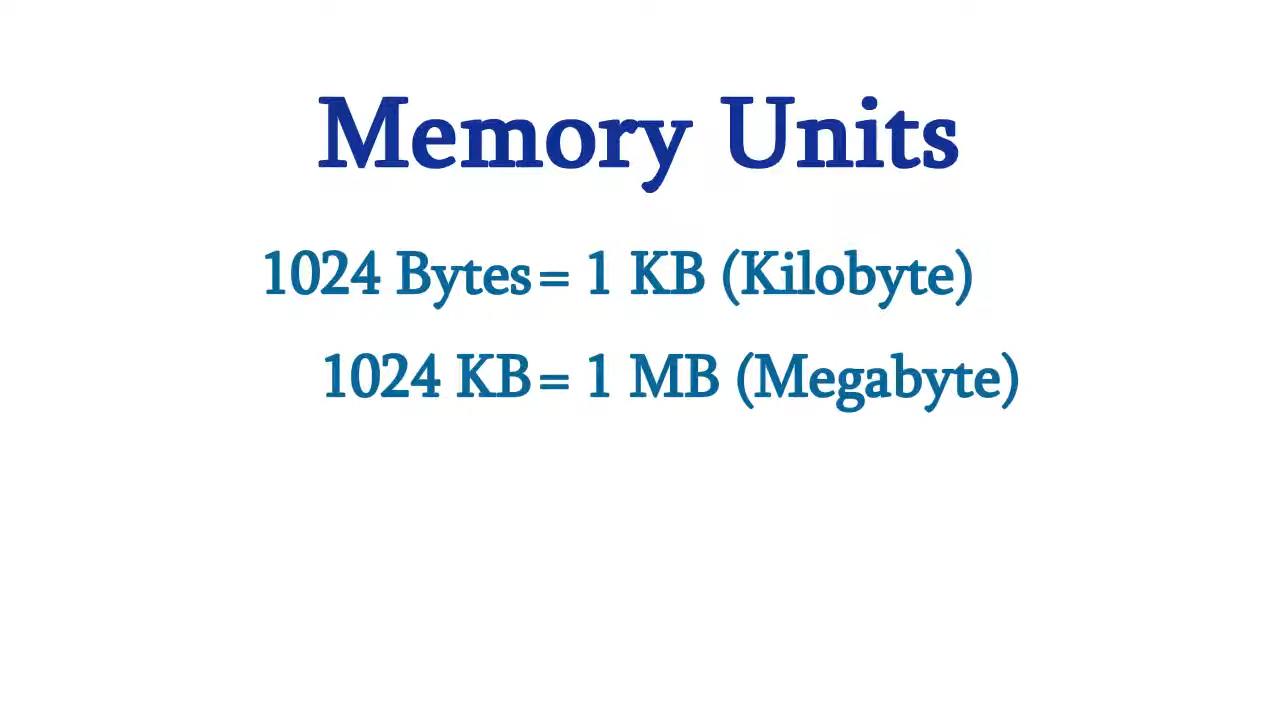 Memory Units
1024 Bytes = 1 KB (Kilobyte)
1024 KB = 1 MB (Megabyte)